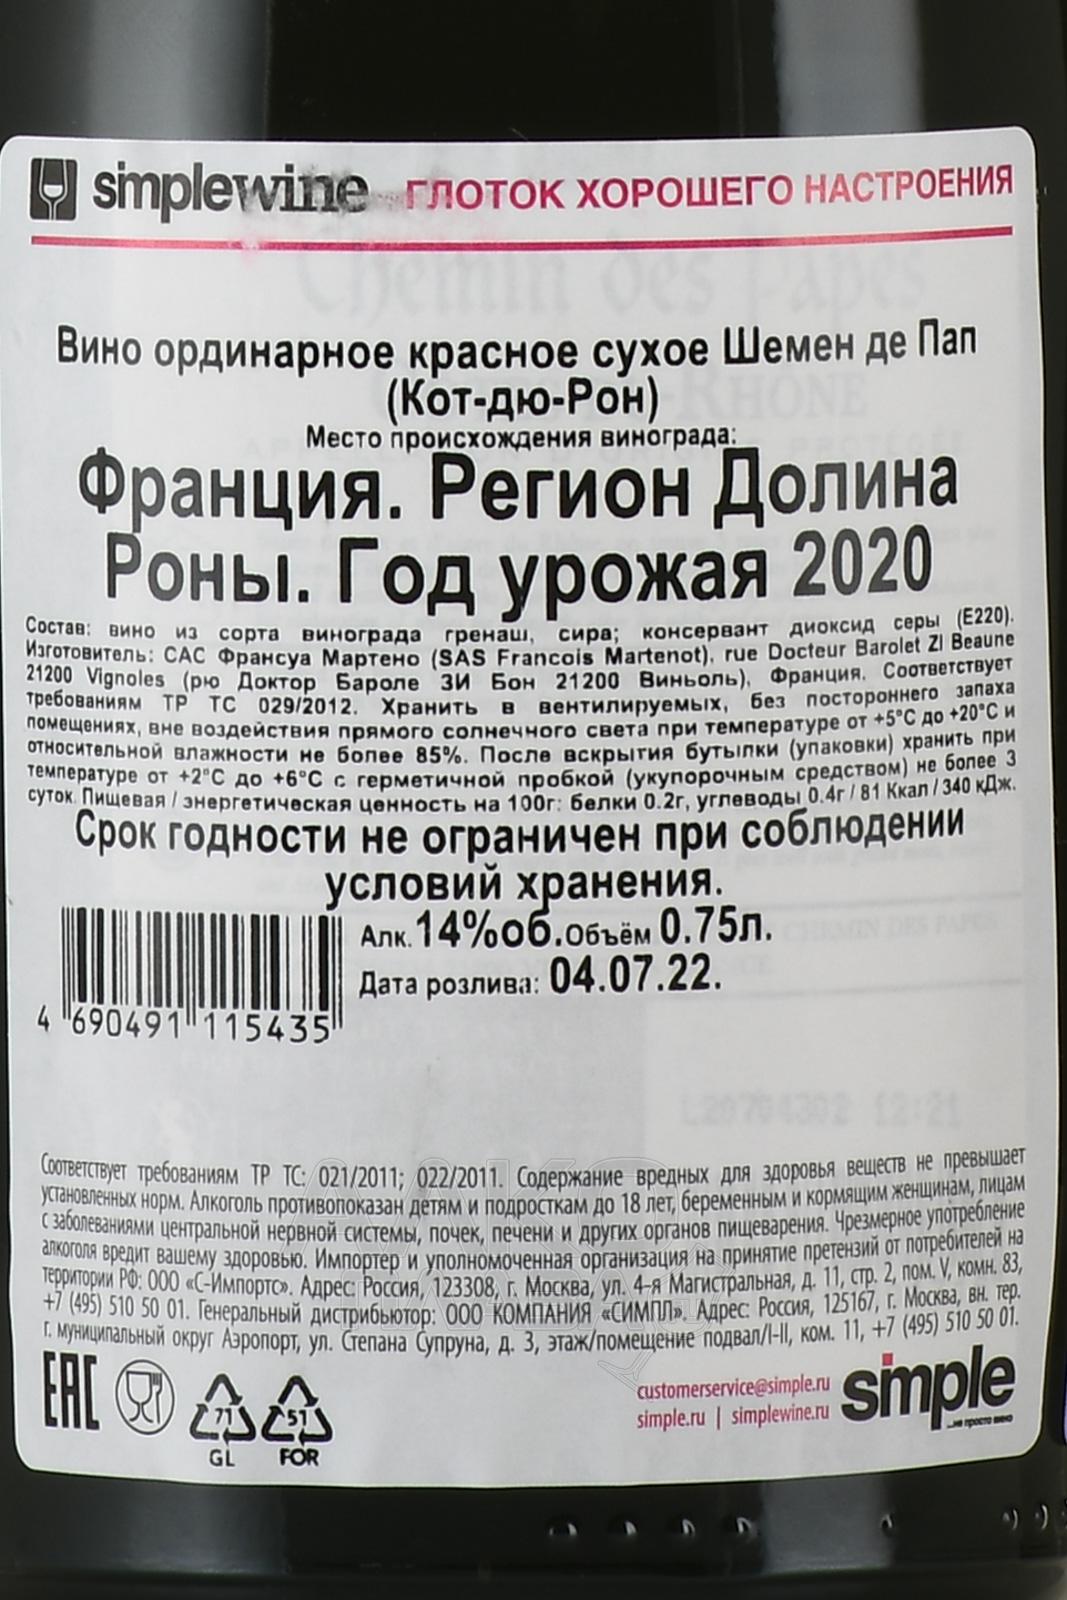 simplewine ГЛОТОК ХОРОШЕГО НАСТРОЕНИЯ
Chemin des Papes
Вино ординарное красное сухое Шемен де Пап
(Кот-дю-Рон)
-RHÔNE
Место происхождения винограда:
Франция. Регион Долина
Роны. Год урожая 2020
Состав: вино из сорта винограда гренаш, сира; консервант диоксид серы (Е220).
Изготовитель: САС Франсуа Мартено (SAS Francois Martenot), rue Docteur Barolet ZI Beaune
21200 Vignoles (рю Доктор Бароле ЗИ Бон 21200 Виньоль), Франция. Соответствует
требованиям ТР ТС 029/2012. Хранить в вентилируемых, без постороннего запаха
помещениях, вне воздействия прямого солнечного света при температуре от +5°С до +20°С и
относительной влажности не более 85%. После вскрытия бутылки (упаковки) хранить при
температуре от +2°С до +6°С с герметичной пробкой (укупорочным средством) не более 3
суток. Пищевая / энергетическая ценность на 100г: белки 0.2г, углеводы 0.4г / 81 Ккал / 340 кДж.
Срок годности не ограничен при соблюдении
условий хранения.
Алк. 14%об. Объём 0.75л.
CHEMIN DES PAPES
Дата розлива: 04.07.22.
4 690491 115435
L20704302 12:21
Соответствует требованиям ТР ТС: 021/2011; 022/2011. Содержание вредных для здоровья веществ не превышает
установленных норм. Алкоголь противопоказан детям и подросткам до 18 лет, беременным и кормящим женщинам, лицам
с заболеваниями центральной нервной системы, почек, печени и других органов пищеварения. Чрезмерное употребление
алкоголя вредит вашему здоровью. Импортер и уполномоченная организация на принятие претензий от потребителей на
территории РФ: ООО «С-Импортс». Адрес: Россия, 123308, г. Москва, ул. 4-я Магистральная, д. 11, стр. 2, пом. V, комн. 83,
+7 (495) 510 50 01. Генеральный дистрибьютор: ООО КОМПАНИЯ «СИМПЛ». Адрес: Россия, 125167, г. Москва, вн. тер.
г. муниципальный округ Аэропорт, ул. Степана Супруна, д. 3, этаж/помещение подвал/I-II, ком. 11, +7 (495) 510 50 01.
EAC
71
GL
51
FOR
customerservice@simple.ru
simple.ru | simplewine.ru
simple
...не просто вино